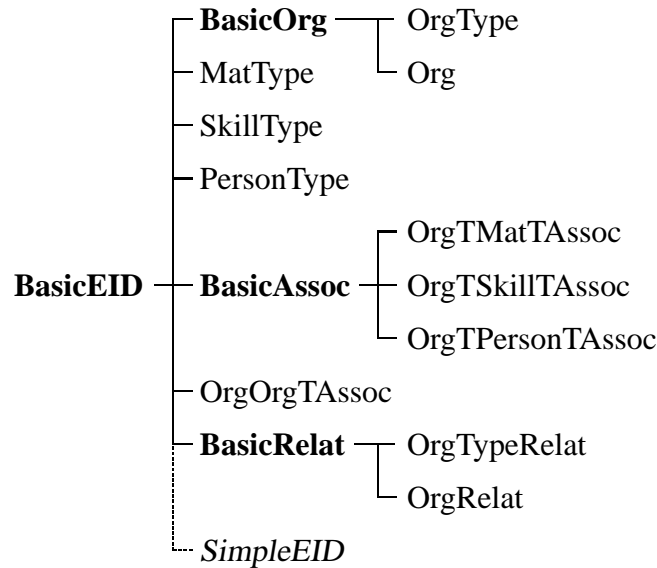 BasicOrg OrgType
MatType Org
SkillType
PersonType
OrgTMatTAssoc
BasicEID BasicAssoc OrgTSkillTAssoc
OrgTPersonTAssoc
OrgOrgTAssoc
BasicRelat OrgTypeRelat
OrgRelat
SimpleEID